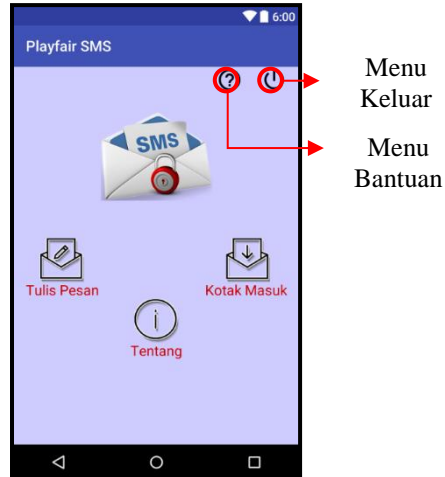 6:00
Playfair SMS
?
Menu
Keluar
SMS
Menu
Bantuan
Tulis Pesan
Kotak Masuk
i
Tentang